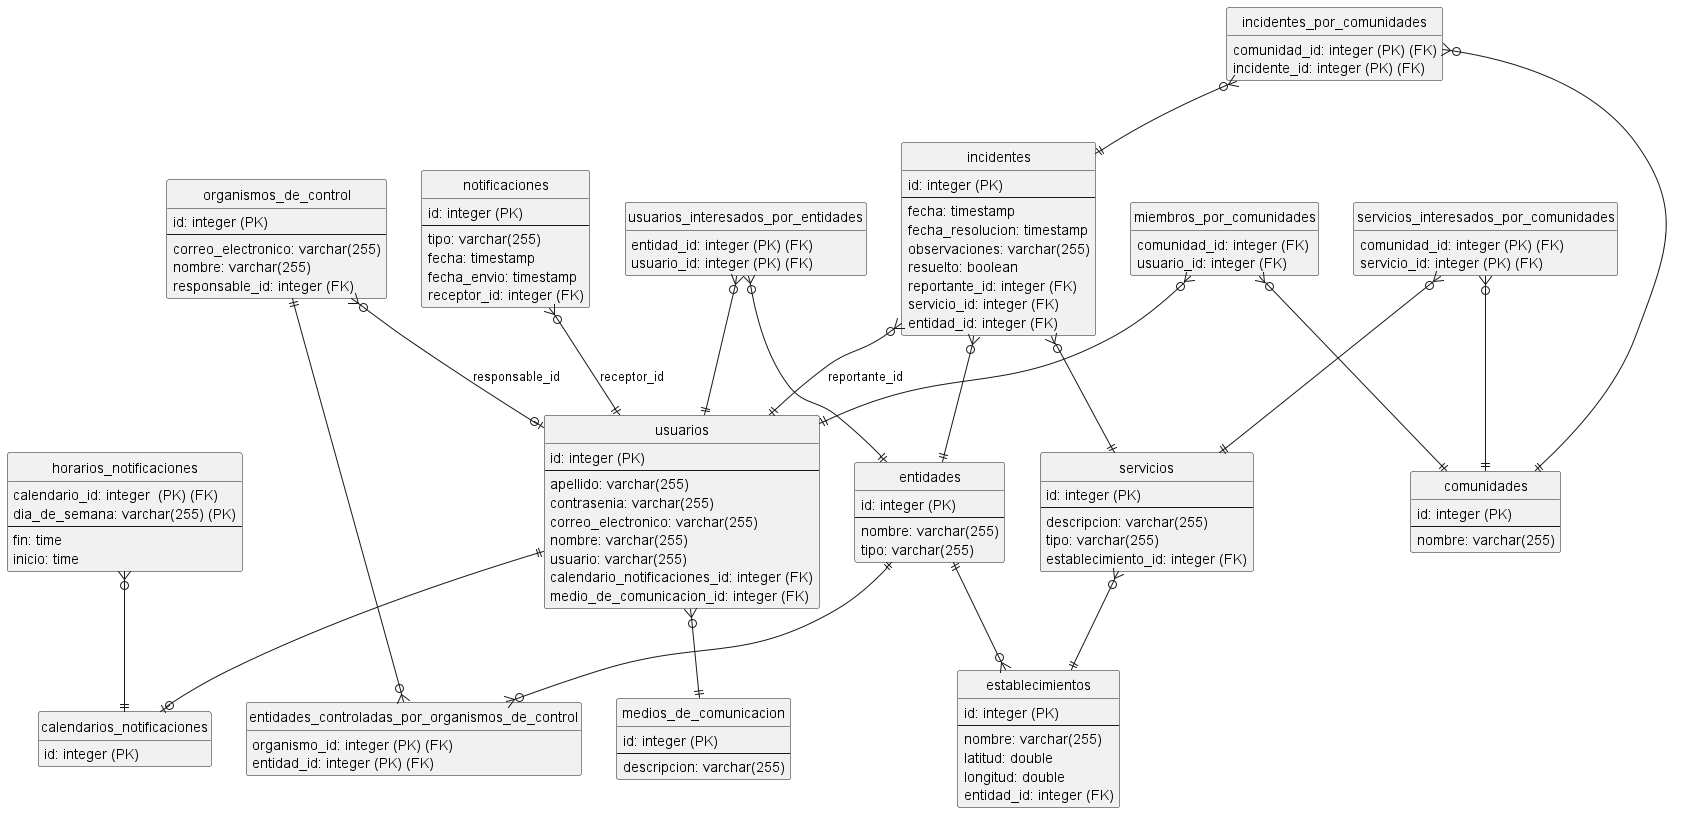 incidentes_por_comunidades
comunidad_id: integer (PK) (FK)
incidente_id: integer (PK) (FK)
organismos_de_control
id: integer (PK)
correo_electronico: varchar(255)
nombre: varchar(255)
responsable_id: integer (FK)
notificaciones
id: integer (PK)
tipo: varchar(255)
fecha: timestamp
fecha_envio: timestamp
receptor_id: integer (FK)
usuarios_interesados_por_entidades
entidad_id: integer (PK) (FK)
usuario_id: integer (PK) (FK)
incidentes
id: integer (PK)
fecha: timestamp
fecha_resolucion: timestamp
observaciones: varchar(255)
resuelto: boolean
reportante_id: integer (FK)
servicio_id: integer (FK)
entidad_id: integer (FK)
miembros_por_comunidades
comunidad_id: integer (FK)
usuario_id: integer (FK)
servicios_interesados_por_comunidades
comunidad_id: integer (PK) (FK)
servicio_id: integer (PK) (FK)
responsable_id
receptor_id
reportante_id
horarios_notificaciones
calendario_id: integer  (PK) (FK)
dia_de_semana: varchar(255) (PK)
fin: time
inicio: time
usuarios
id: integer (PK)
apellido: varchar(255)
contrasenia: varchar(255)
correo_electronico: varchar(255)
nombre: varchar(255)
usuario: varchar(255)
calendario_notificaciones_id: integer (FK)
medio_de_comunicacion_id: integer (FK)
entidades
id: integer (PK)
nombre: varchar(255)
tipo: varchar(255)
servicios
id: integer (PK)
descripcion: varchar(255)
tipo: varchar(255)
establecimiento_id: integer (FK)
comunidades
id: integer (PK)
nombre: varchar(255)
calendarios_notificaciones
id: integer (PK)
entidades_controladas_por_organismos_de_control
organismo_id: integer (PK) (FK)
entidad_id: integer (PK) (FK)
medios_de_comunicacion
id: integer (PK)
descripcion: varchar(255)
establecimientos
id: integer (PK)
nombre: varchar(255)
latitud: double
longitud: double
entidad_id: integer (FK)